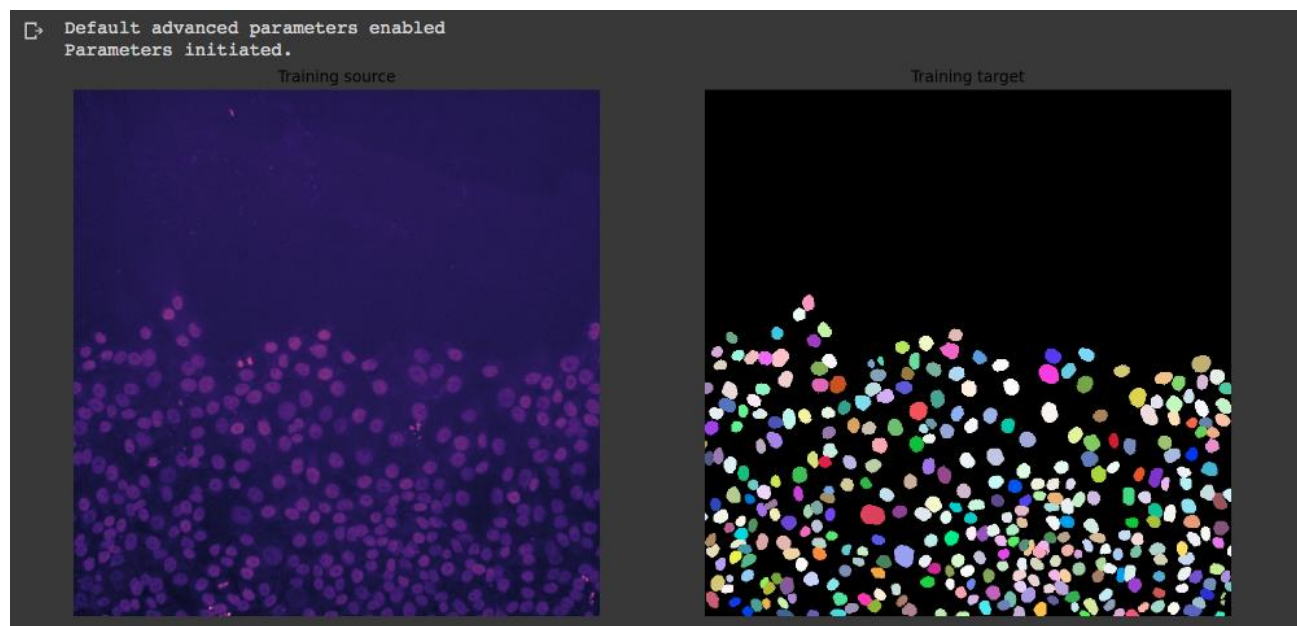 Default advanced parameters enabled
Parameters initiated.
Training source
Training target